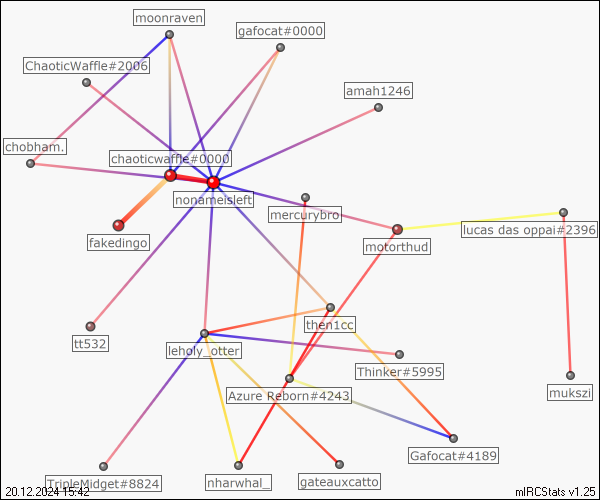 moonraven
gafocat#0000
ChaoticWaffle#2006
amah1246
chobham.
chaoticwaffle#0000
nonameisleft
mercurybro
lucas das oppai#2396
fakedingo
motorthud
then1cc
tt532
leholy_otter
Thinker#5995
Azure Reborn#4243
mukszi
Gafocat#4189
TripleMidget#8824
nharwhal_
gateauxcatto
20.12.2024 15:42
mIRCStats v1.25